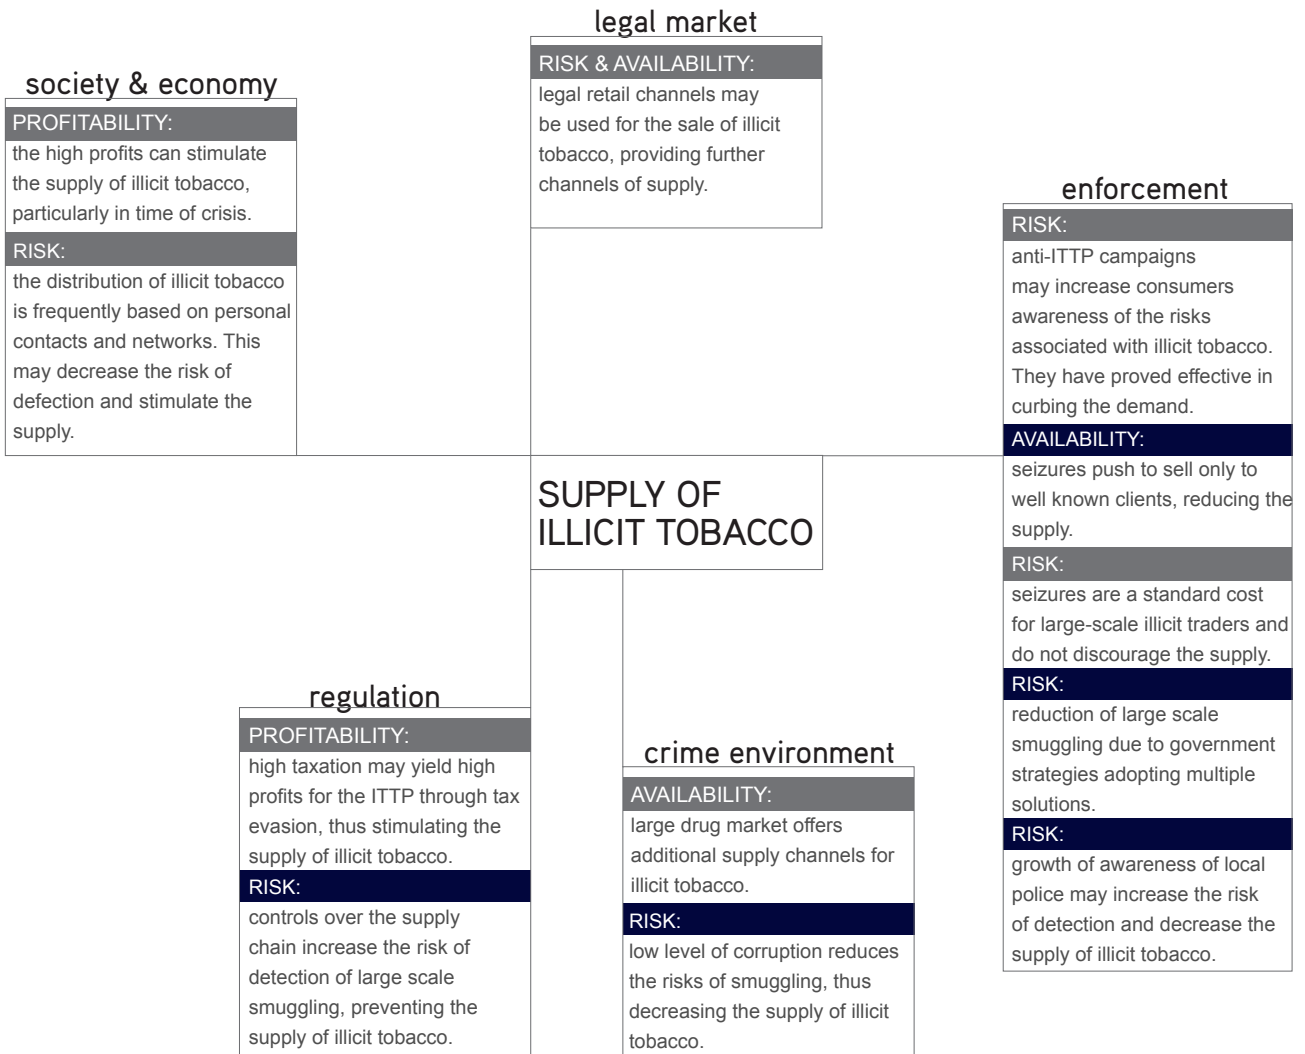 legal market
RISK & AVAILABILITY:
legal retail channels may
be used for the sale of illicit
tobacco, providing further
channels of supply.
society & economy
PROFITABILITY:
the high profits can stimulate
the supply of illicit tobacco,
particularly in time of crisis.
RISK:
the distribution of illicit tobacco
is frequently based on personal
contacts and networks. This
may decrease the risk of
defection and stimulate the
supply.
enforcement
RISK:
anti-ITTP campaigns
may increase consumers
awareness of the risks
associated with illicit tobacco.
They have proved effective in
curbing the demand.
AVAILABILITY:
seizures push to sell only to
well known clients, reducing the
supply.
RISK:
seizures are a standard cost
for large-scale illicit traders and
do not discourage the supply.
RISK:
reduction of large scale
smuggling due to government
strategies adopting multiple
solutions.
RISK:
growth of awareness of local
police may increase the risk
of detection and decrease the
supply of illicit tobacco.
SUPPLY OF
ILLICIT TOBACCO
regulation
PROFITABILITY:
high taxation may yield high
profits for the ITTP through tax
evasion, thus stimulating the
supply of illicit tobacco.
RISK:
controls over the supply
chain increase the risk of
detection of large scale
smuggling, preventing the
supply of illicit tobacco.
crime environment
AVAILABILITY:
large drug market offers
additional supply channels for
illicit tobacco.
RISK:
low level of corruption reduces
the risks of smuggling, thus
decreasing the supply of illicit
tobacco.